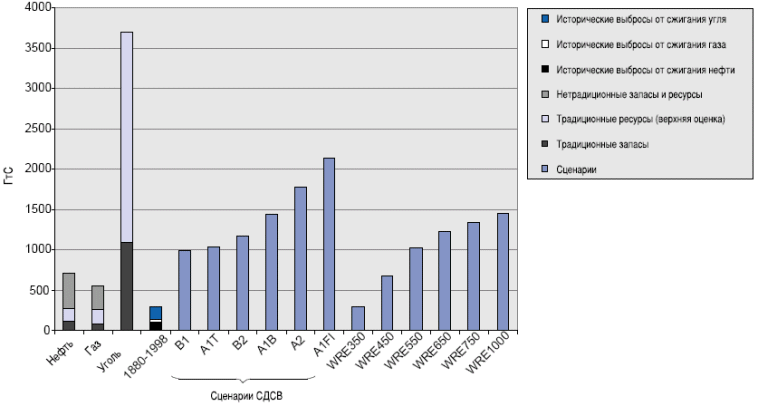 4000
3500
3000
2500
2000
1500
1000
500
0
ГтС
Нефть
Газ
Уголь
1880-1998
B1
A1T
B2
A1B
A2
A1FI
WRE350
WRE450
WRE550
WRE650
WRE750
WRE1000
Сценарии СДСВ
Исторические выбросы от сжигания угля
Исторические выбросы от сжигания газа
Исторические выбросы от сжигания нефти
Нетрадиционные запасы и ресурсы
Традиционные ресурсы (верхняя оценка)
Традиционные запасы
Сценарии